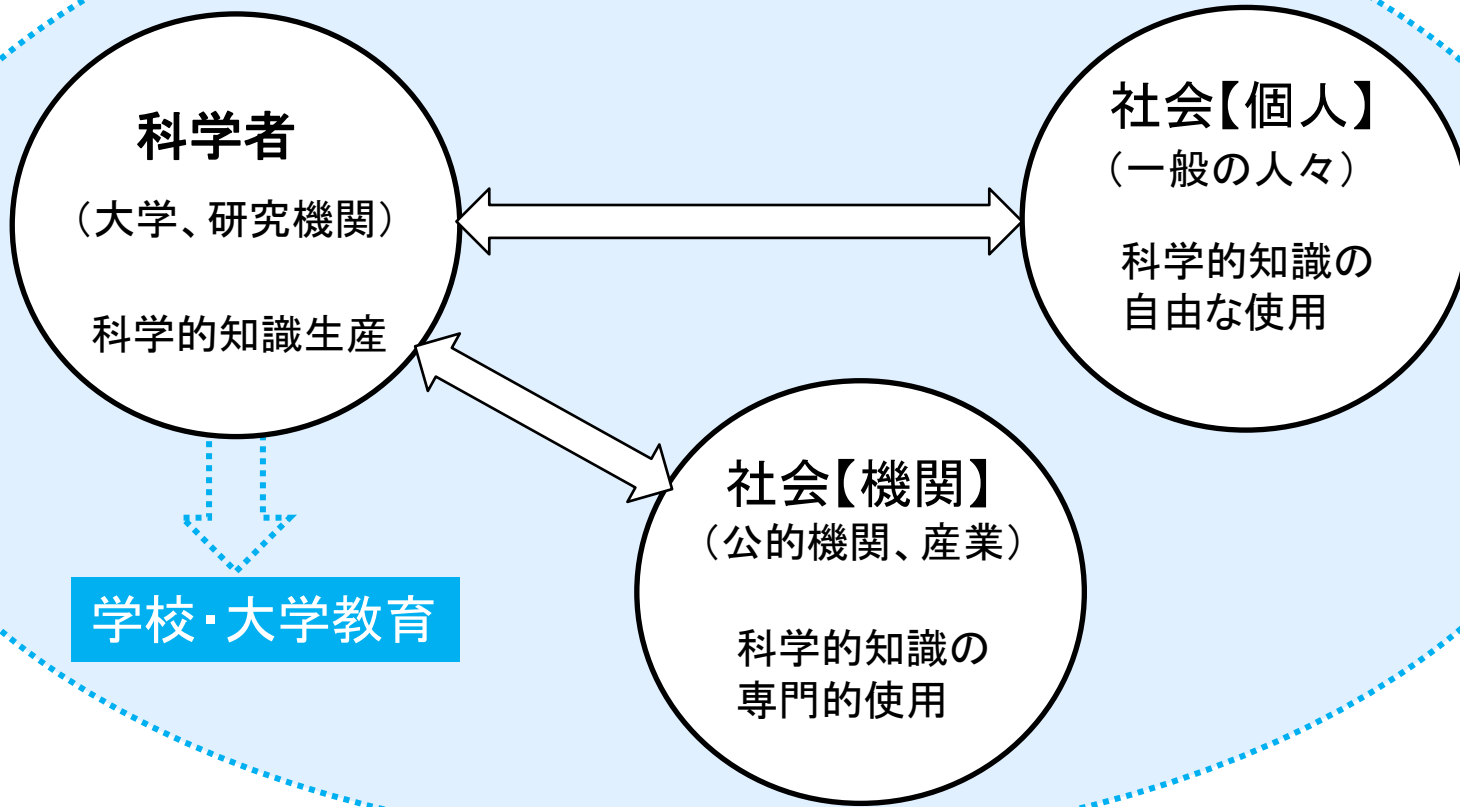 科学者
（大学、研究機関）
科学的知識生産
社会【個人】
（一般の人々）
科学的知識の
自由な使用
社会【機関】
（公的機関、産業）
科学的知識の
専門的使用
学校・大学教育